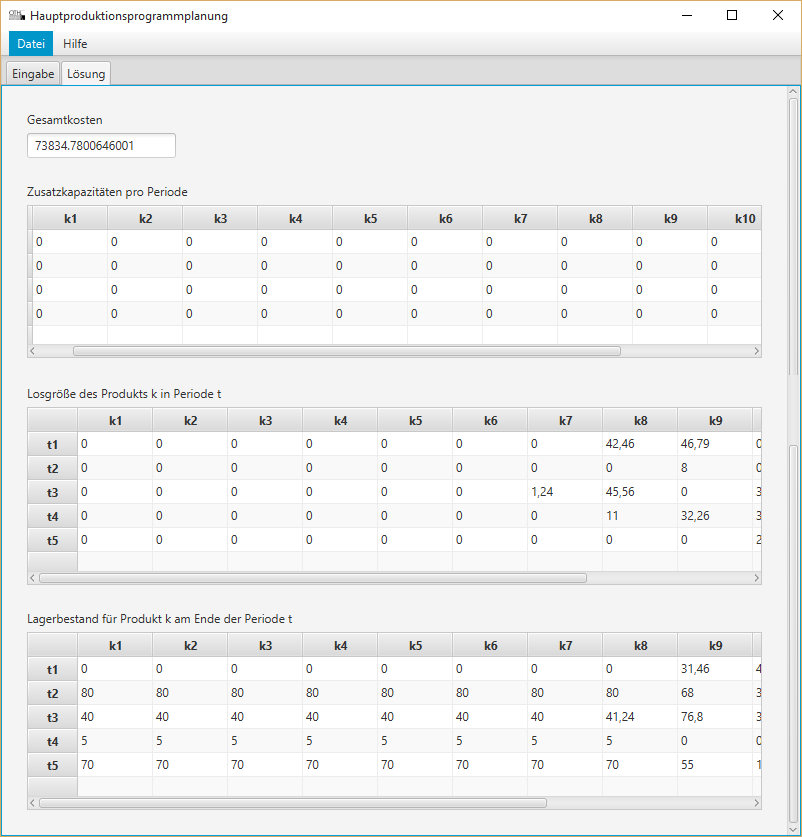 Hauptproduktionsprogrammplanung
Datei Hilfe
Eingabe Lösung
Gesamtkosten
73834.7800646001
Zusatzkapazitäten pro Periode
k1 k2 k3 k4 k5 k6 k7 k8 k9 k10
0 0 0 0 0 0 0 0 0 0
0 0 0 0 0 0 0 0 0 0
0 0 0 0 0 0 0 0 0 0
0 0 0 0 0 0 0 0 0 0
Losgröße des Produkts k in Periode t
k1 k2 k3 k4 k5 k6 k7 k8 k9
t1 0 0 0 0 0 0 0 42,46 46,79
t2 0 0 0 0 0 0 0 0 8
t3 0 0 0 0 0 0 1,24 45,56 0
t4 0 0 0 0 0 0 0 11 32,26
t5 0 0 0 0 0 0 0 0 0
Lagerbestand für Produkt k am Ende der Periode t
k1 k2 k3 k4 k5 k6 k7 k8 k9
t1 0 0 0 0 0 0 0 0 31,46
t2 80 80 80 80 80 80 80 80 68
t3 40 40 40 40 40 40 40 41,24 76,8
t4 5 5 5 5 5 5 5 5 0
t5 70 70 70 70 70 70 70 70 55